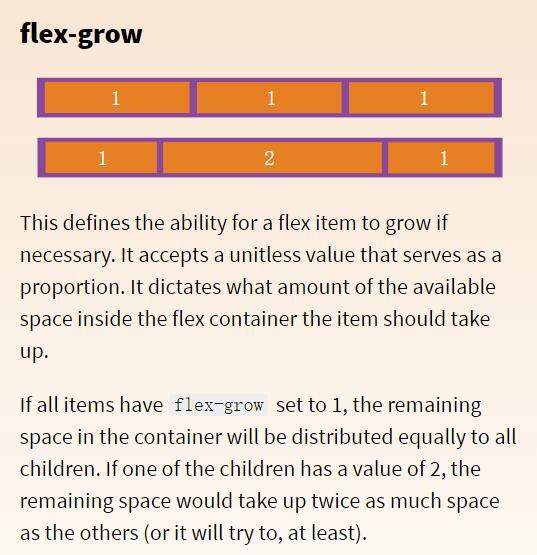 flex-grow
1 1 1
1 2 1
This defines the ability for a flex item to grow if
necessary. It accepts a unitless value that serves as a
proportion. It dictates what amount of the available
space inside the flex container the item should take
up.
If all items have flex-grow set to 1, the remaining
space in the container will be distributed equally to all
children. If one of the children has a value of 2, the
remaining space would take up twice as much space
as the others (or it will try to, at least).